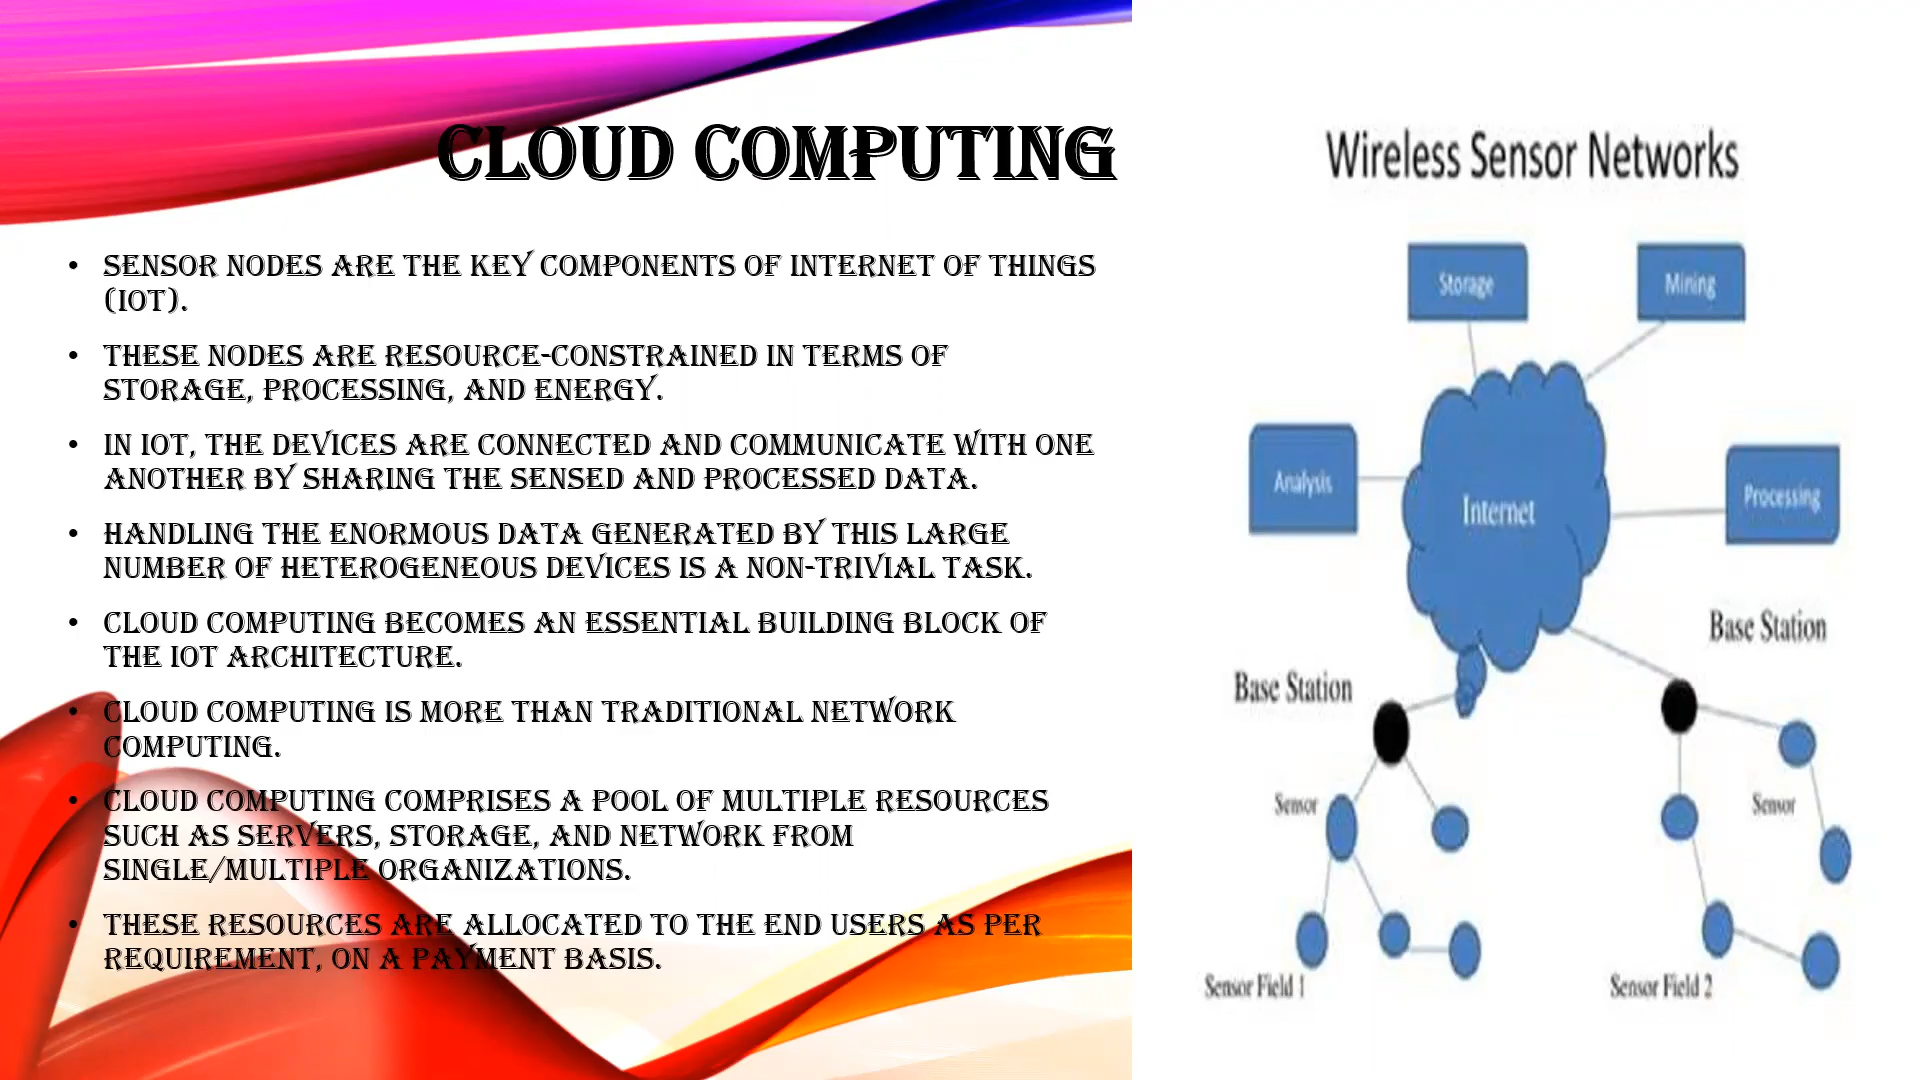 CLOUD COMPUTING
• SENSOR NODES ARE THE KEY COMPONENTS OF INTERNET OF THINGS
(IOT).
• THESE NODES ARE RESOURCE-CONSTRAINED IN TERMS OF
STORAGE, PROCESSING, AND ENERGY.
• IN IOT, THE DEVICES ARE CONNECTED AND COMMUNICATE WITH ONE
ANOTHER BY SHARING THE SENSED AND PROCESSED DATA.
• HANDLING THE ENORMOUS DATA GENERATED BY THIS LARGE
NUMBER OF HETEROGENEOUS DEVICES IS A NON-TRIVIAL TASK.
• CLOUD COMPUTING BECOMES AN ESSENTIAL BUILDING BLOCK OF
THE IOT ARCHITECTURE.
• CLOUD COMPUTING IS MORE THAN TRADITIONAL NETWORK
COMPUTING.
• CLOUD COMPUTING COMPRISES A POOL OF MULTIPLE RESOURCES
SUCH AS SERVERS, STORAGE, AND NETWORK FROM
SINGLE/MULTIPLE ORGANIZATIONS.
• THESE RESOURCES ARE ALLOCATED TO THE END USERS AS PER
REQUIREMENT, ON A PAYMENT BASIS.
Wireless Sensor Networks
Storage
Mining
Analysis
Internet
Processing
Base Station
Base Station
Sensor
Sensor
Sensor Field 1
Sensor Field 2